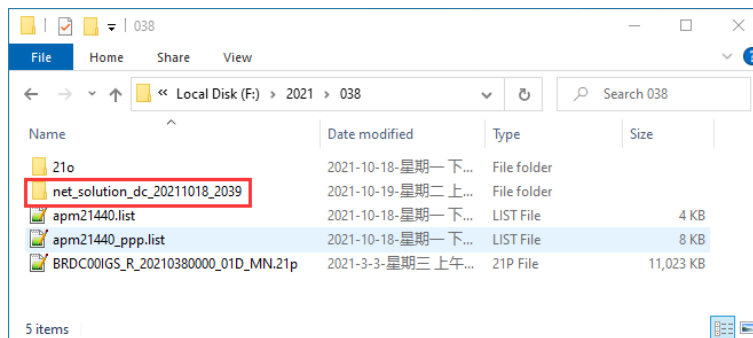 038
File Home Share View
« Local Disk (F:) > 2021 > 038 Search 038
Name Date modified Type Size
21o 2021-10-18-星期一 下... File folder
net_solution_dc_20211018_2039 2021-10-19-星期二 上... File folder
apm21440.list 2021-10-18-星期一 下... LIST File 4 KB
apm21440_ppp.list 2021-10-18-星期一 下... LIST File 8 KB
BRDC00IGS_R_20210380000_01D_MN.21p 2021-3-3-星期三 上午... 21P File 11,023 KB
5 items